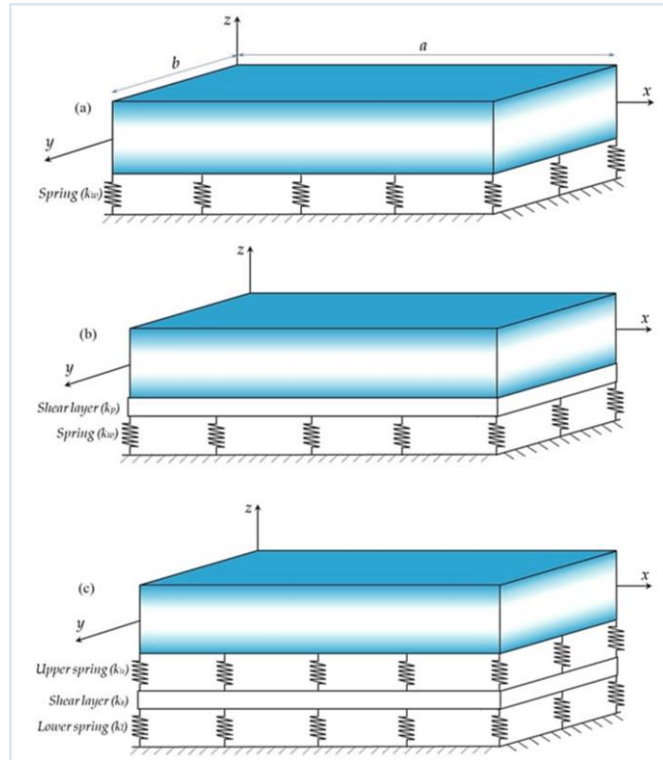 z
b
a
(a)
x
y
Spring (kw)
z
(b)
x
y
Shear layer (kp)
Spring (kw)
z
(c)
x
y
Upper spring (ku)
Shear layer (ks)
Lower spring (kl)